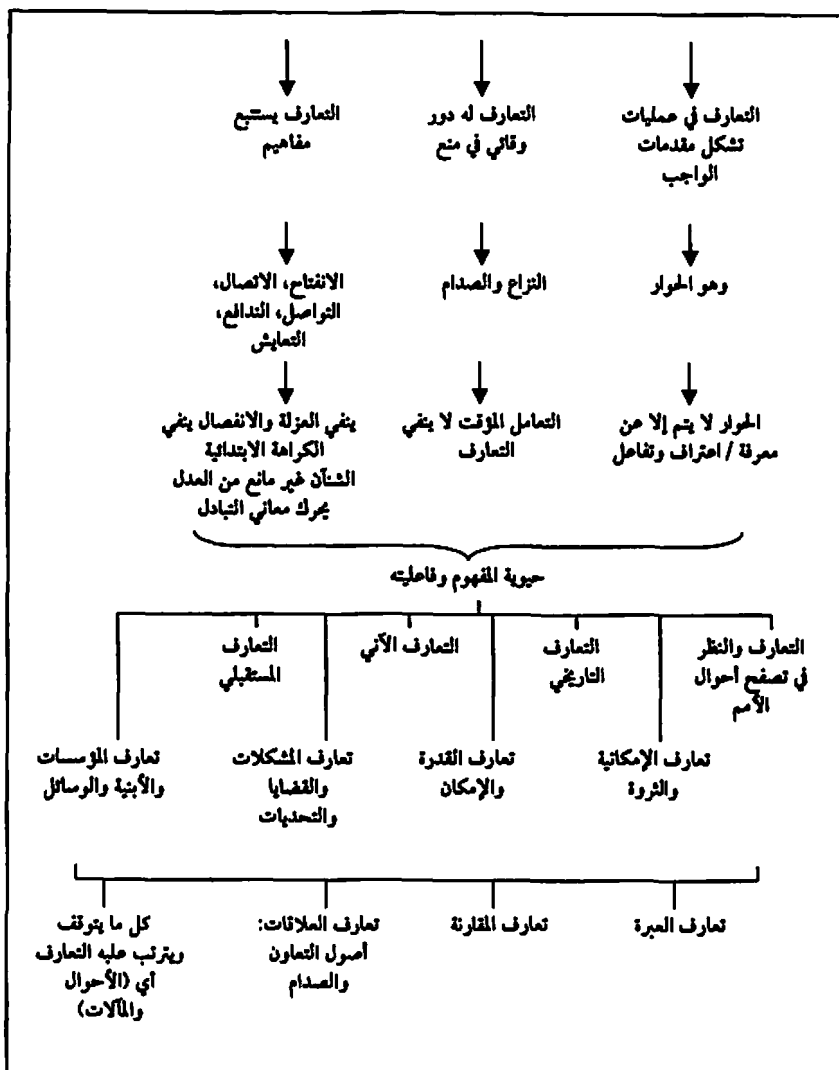 التعارف في عمليات
تشكل مقدمات
الواجب
التعارف له دور
وقائي في منع
التعارف يستتبع
مفاهيم
وهو الحوار
النزاع والصدام
الانفتاح، الاتصال،
التواصل، التدافع،
التعايش
الحوار لا يتم إلا عن
معرفة / اعتراف وتفاعل
التعامل المؤقت لا ينفي
التعارف
ينفي العزلة والانفصال ينفي
الكراهة الابتدائية
الشنآن غير مانع من العدل
يحرك معاني التبادل
حيوية المفهوم وفاعليته
التعارف والنظر
في تصفح أحوال
الأمم
التعارف
التاريخي
التعارف الآني
التعارف
المستقبلي
تعارف الإمكانية
والثروة
تعارف القدرة
والإمكان
تعارف المشكلات
والقضايا
والتحديات
تعارف المؤسسات
والأبنية والوسائل
تعارف العبرة
تعارف المقارنة
تعارف العلاقات:
أصول التعاون
والصدام
كل ما يتوقف
ويترتب عليه التعارف
أي (الأحوال
والمآلات)